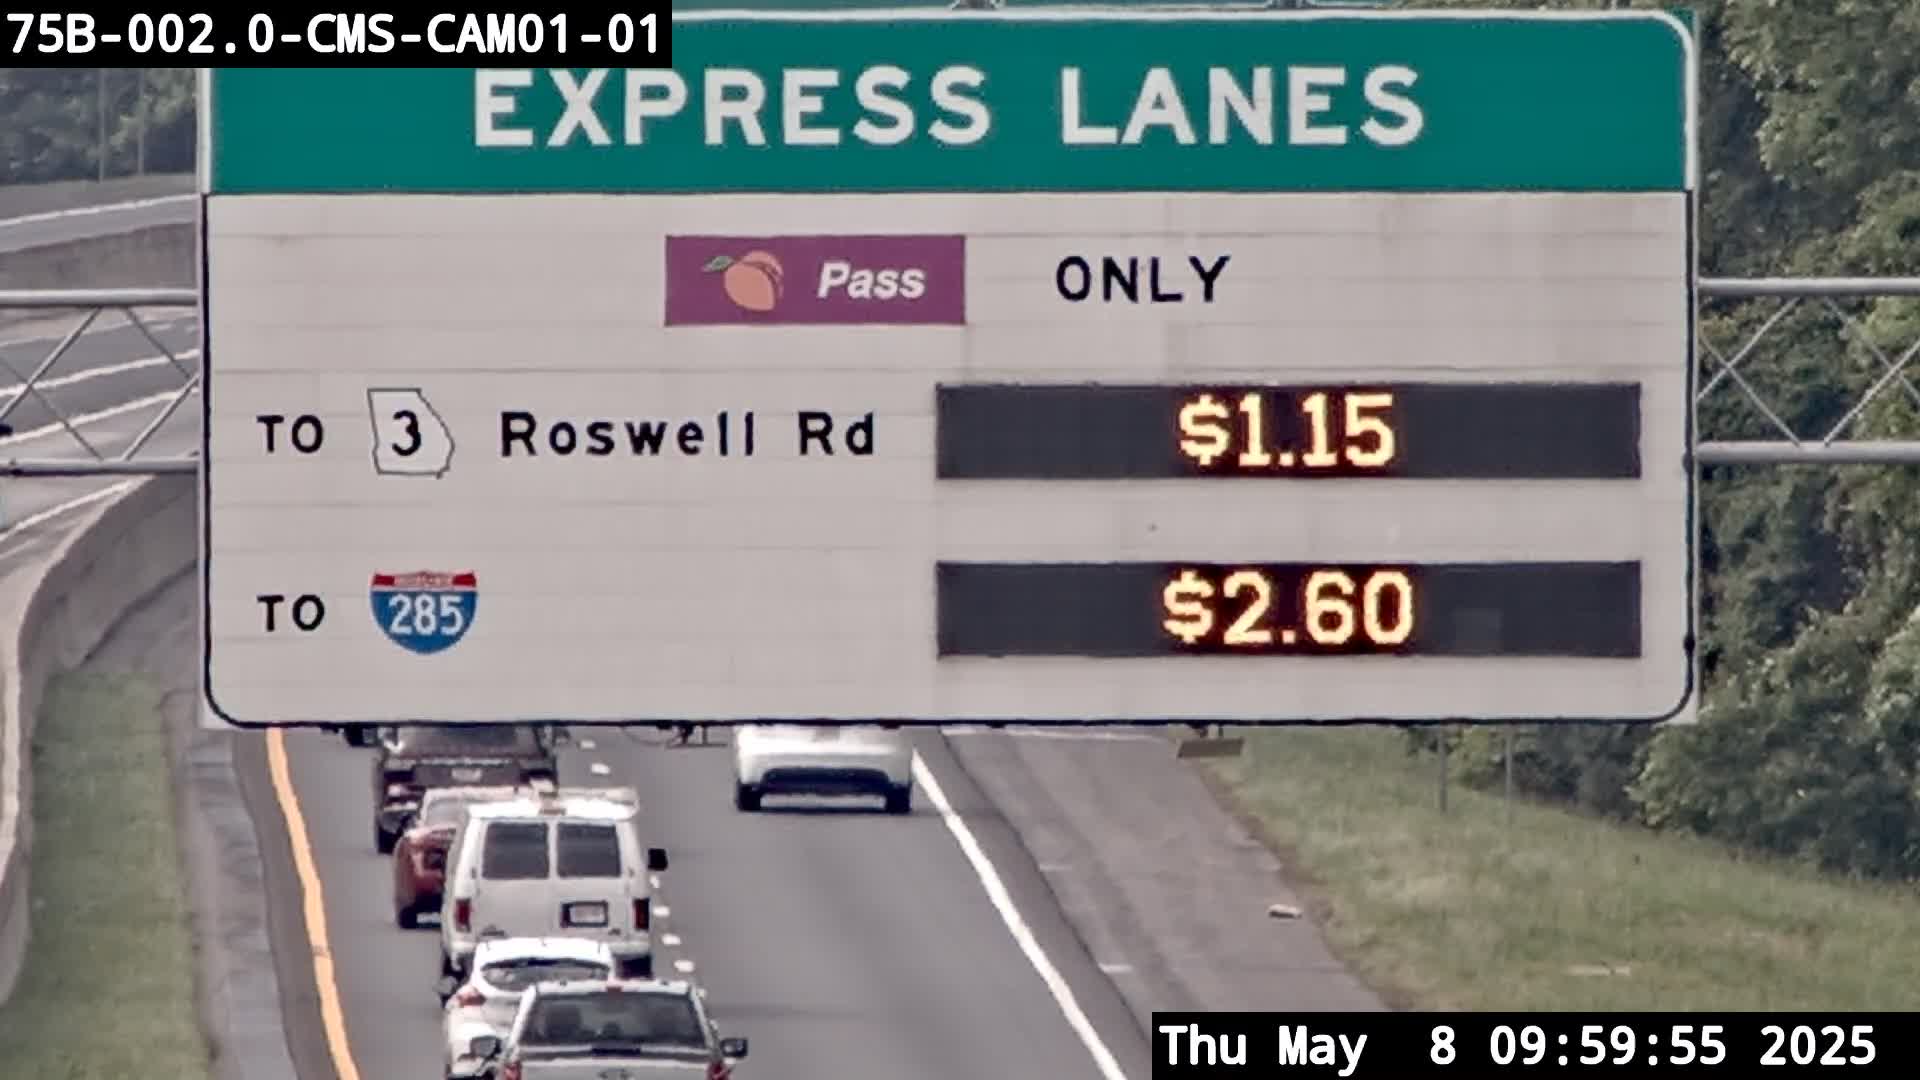 75B-002.0-CMS-CAM01-01
EXPRESS LANES
Pass ONLY
TO 3 Roswell Rd $1.15
TO 285 $2.60
Thu May 8 09:59:55 2025